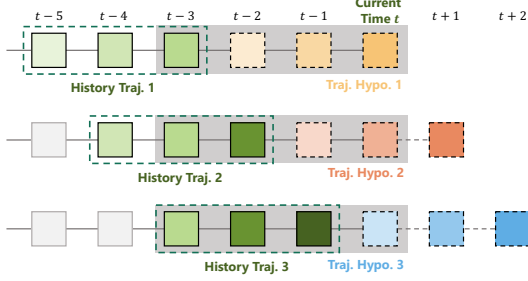 Current
t − 5 t − 4 t − 3 t − 2 t − 1 Time t t + 1 t + 2
History Traj. 1 Traj. Hypo. 1
History Traj. 2 Traj. Hypo. 2
History Traj. 3 Traj. Hypo. 3